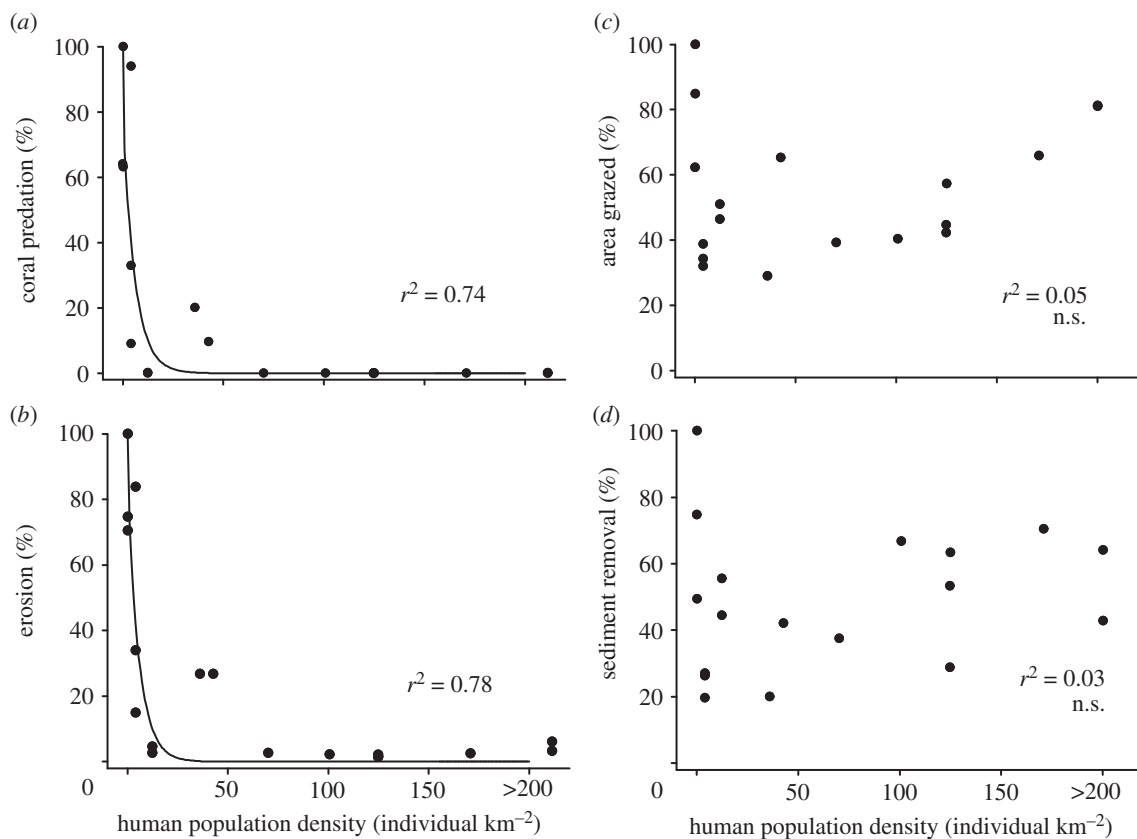 (a)
100
80
60
40
20
0
coral predation (%)
r² = 0.74
(b)
100
80
60
40
20
0
erosion (%)
r² = 0.78
50
100
150
>200
human population density (individual km⁻²)
(c)
100
80
60
40
20
0
area grazed (%)
r² = 0.05
n.s.
(d)
100
80
60
40
20
0
sediment removal (%)
r² = 0.03
n.s.
50
100
150
>200
human population density (individual km⁻²)